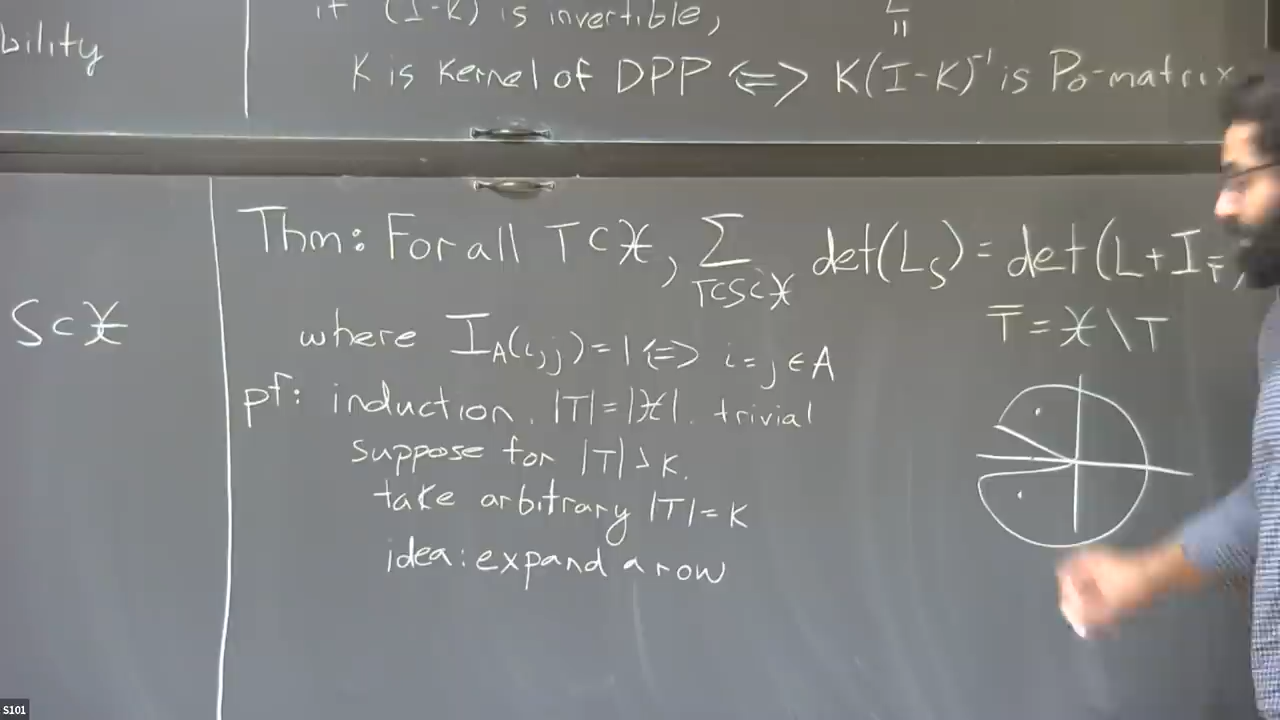 if (I-K) is invertible,
L
=
K is Kernel of DPP <=> K(I-K)⁻¹ is P₀-matrix
bility
S⊂𝒳
Thm: For all T⊂𝒳, Σ_{T⊂S⊂𝒳} det(L_S) = det(L+I_T̄)
where I_A(i,j)=1 <=> i=j∈A
T̄ = 𝒳\T
pf: induction. |T|=|𝒳|. trivial
suppose for |T|>K.
take arbitrary |T|=K
idea: expand a row
S101